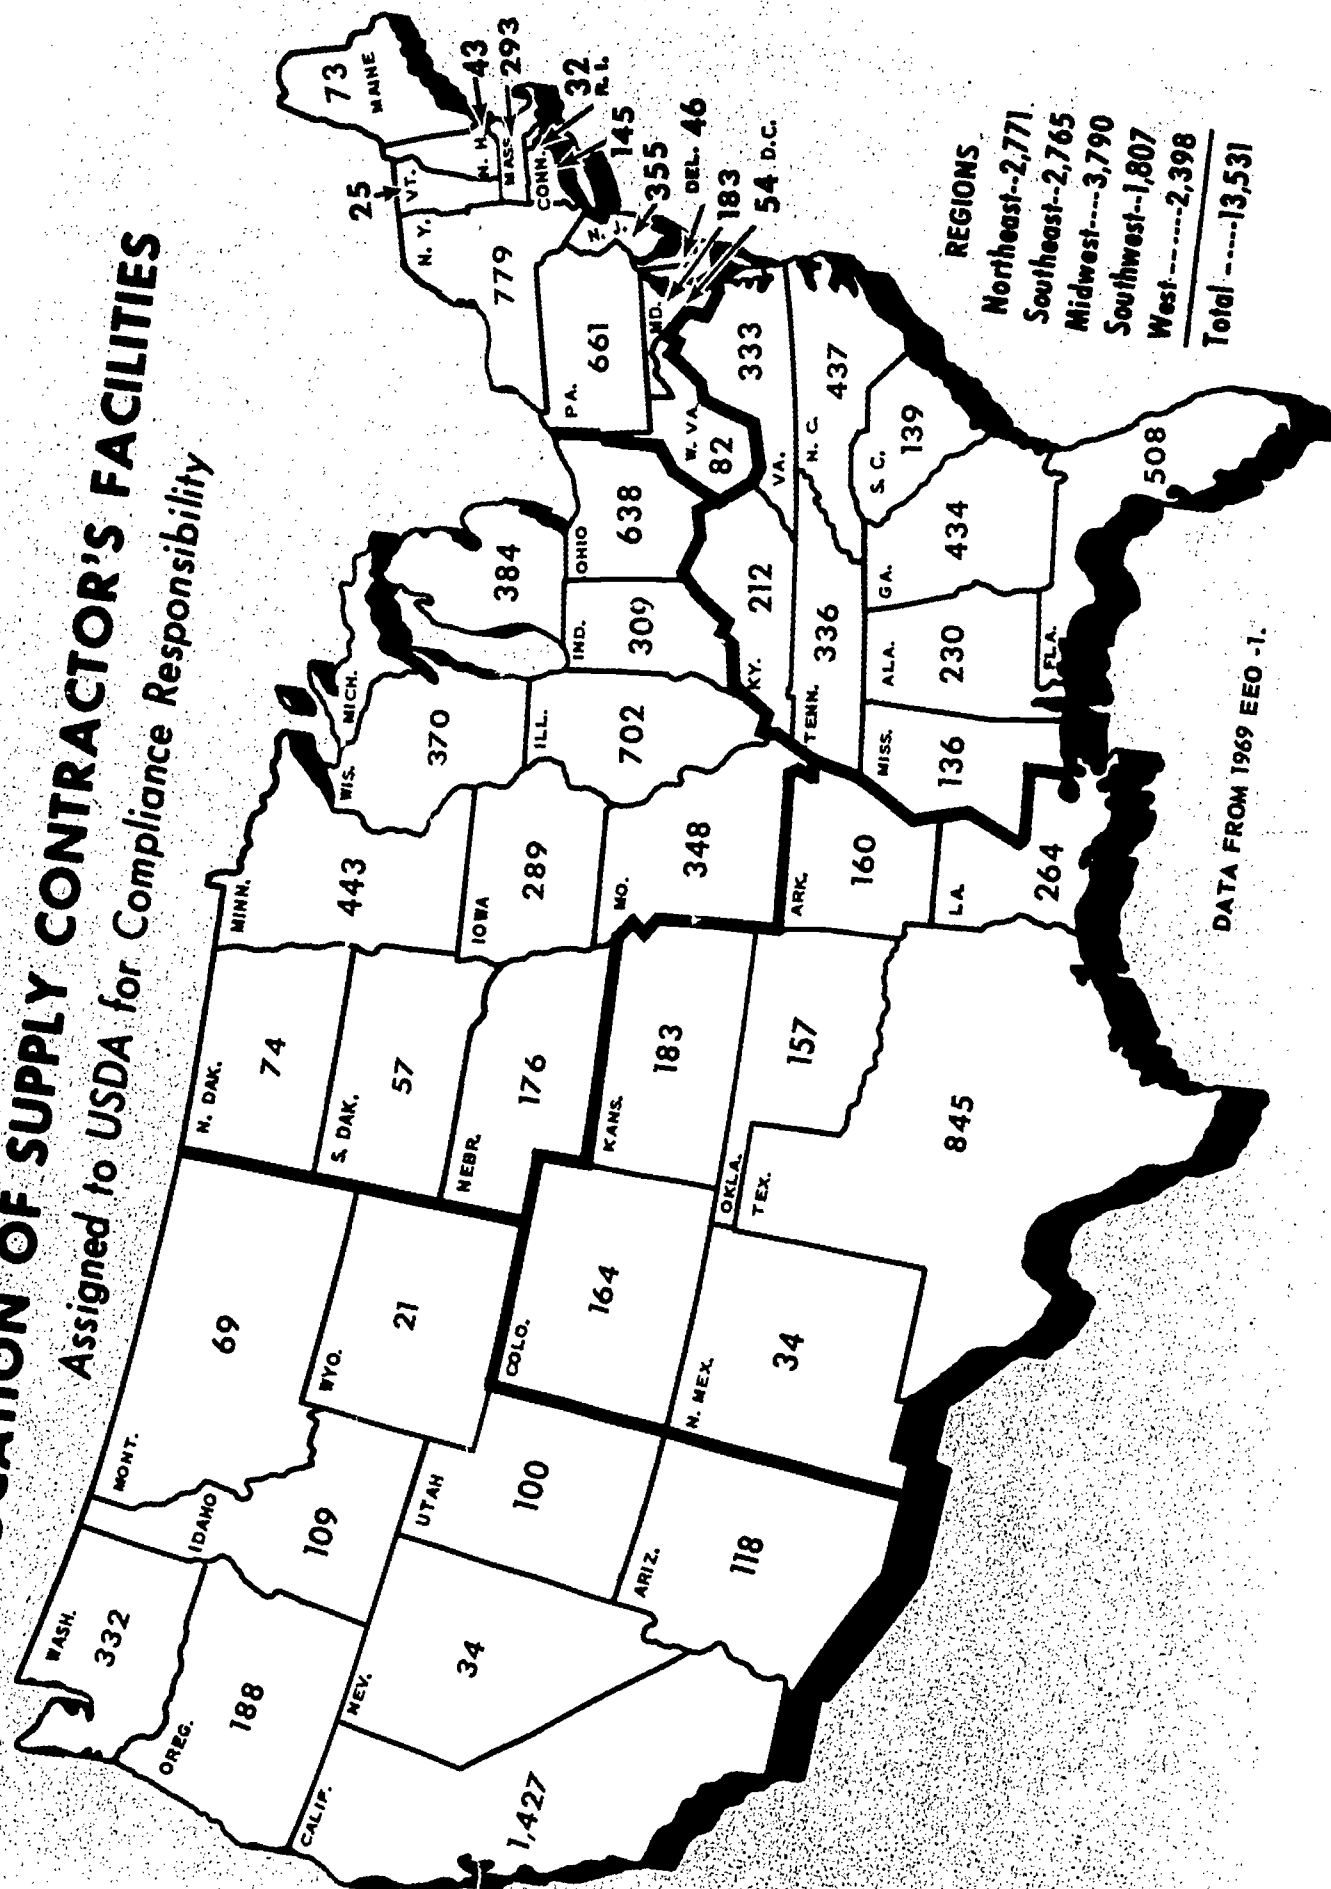 OF SUPPLY CONTRACTOR'S FACILITIES
Assigned to USDA for Compliance Responsibility
WASH.
332
OREG.
188
CALIF.
1,427
NEV.
34
IDAHO
109
MONT.
69
WYO.
21
UTAH
100
ARIZ.
118
COLO.
164
N. MEX.
34
N. DAK.
74
S. DAK.
57
NEBR.
176
KANS.
183
OKLA.
157
TEX.
845
MINN.
443
IOWA
289
MO.
348
ARK.
160
LA.
264
WIS.
370
MICH.
384
ILL.
702
IND.
309
OHIO
638
KY.
212
TENN.
336
MISS.
136
ALA.
230
GA.
434
FLA.
508
S. C.
139
N. C.
437
VA.
333
W. VA.
82
PA.
661
N. Y.
779
25
VT.
73
MAINE
N. H.
43
MASS.
293
32
R. I.
CONN.
145
N. J.
355
DEL. 46
MD.
183
54 D.C.
REGIONS
Northeast--2,771
Southeast--2,765
Midwest----3,790
Southwest--1,807
West------2,398
Total -----13,531
DATA FROM 1969 EEO -1.